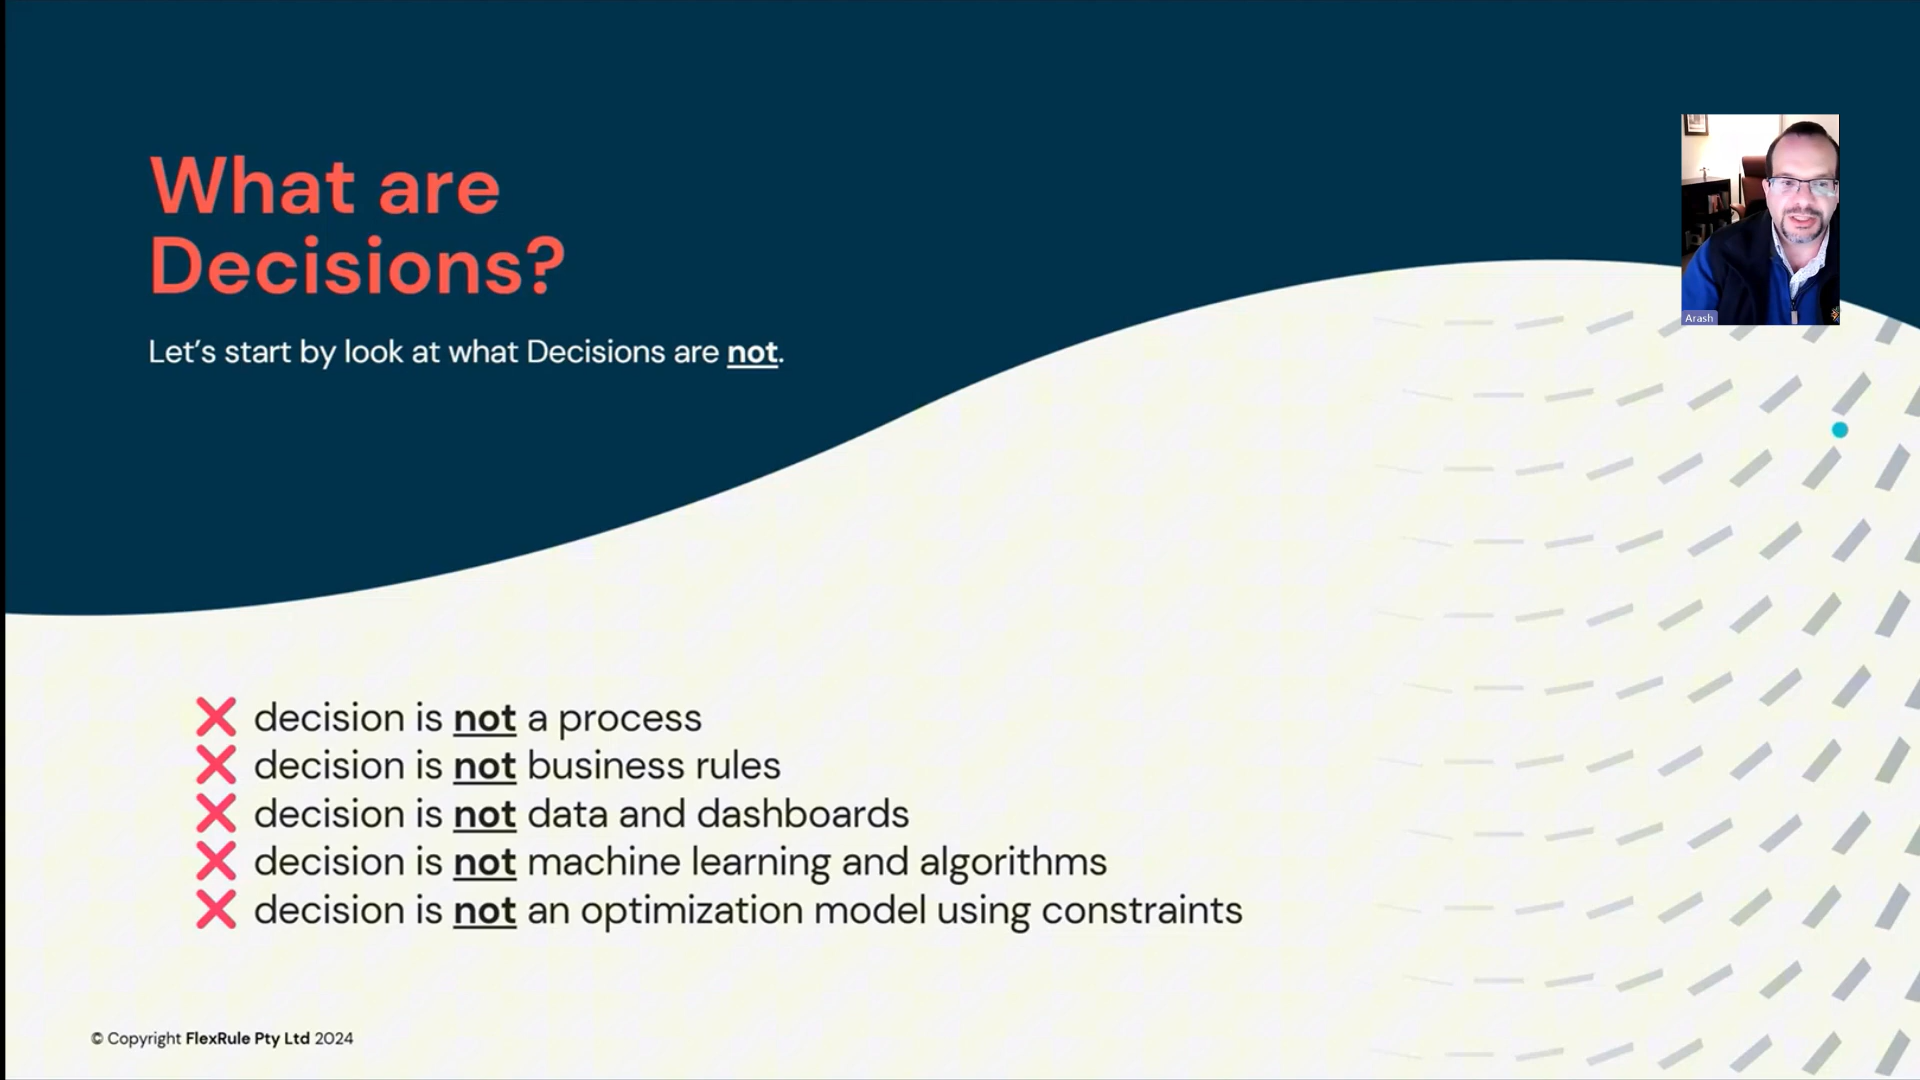 What are
Decisions?
Let's start by look at what Decisions are not.
Arash
❌ decision is not a process
❌ decision is not business rules
❌ decision is not data and dashboards
❌ decision is not machine learning and algorithms
❌ decision is not an optimization model using constraints
© Copyright FlexRule Pty Ltd 2024